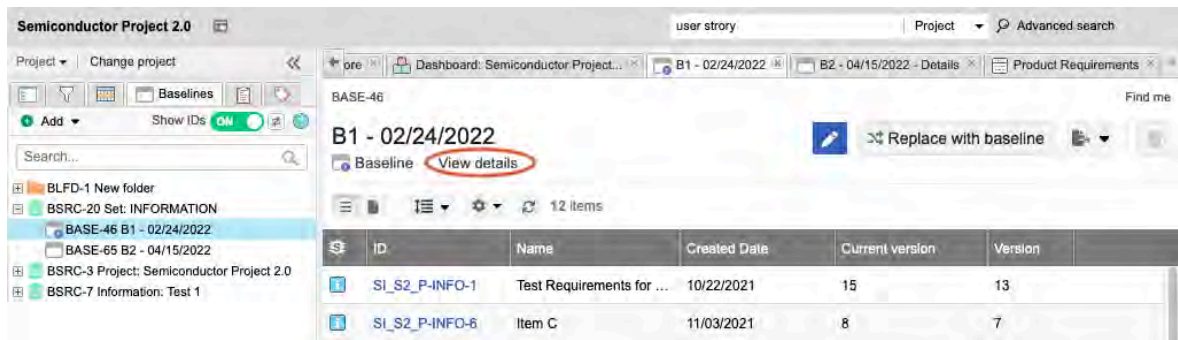 Semiconductor Project 2.0
user strory
Project
Advanced search
Project
Change project
ore
Dashboard: Semiconductor Project...
B1 - 02/24/2022
B2 - 04/15/2022 - Details
Product Requirements
Baselines
BASE-46
Find me
Add
Show IDs ON
B1 - 02/24/2022
Replace with baseline
Search...
Baseline
View details
BLFD-1 New folder
BSRC-20 Set: INFORMATION
12 items
BASE-46 B1 - 02/24/2022
BASE-65 B2 - 04/15/2022
BSRC-3 Project: Semiconductor Project 2.0
BSRC-7 Information: Test 1
ID Name Created Date Current version Version
SI_S2_P-INFO-1 Test Requirements for ... 10/22/2021 15 13
SI_S2_P-INFO-6 Item C 11/03/2021 8 7